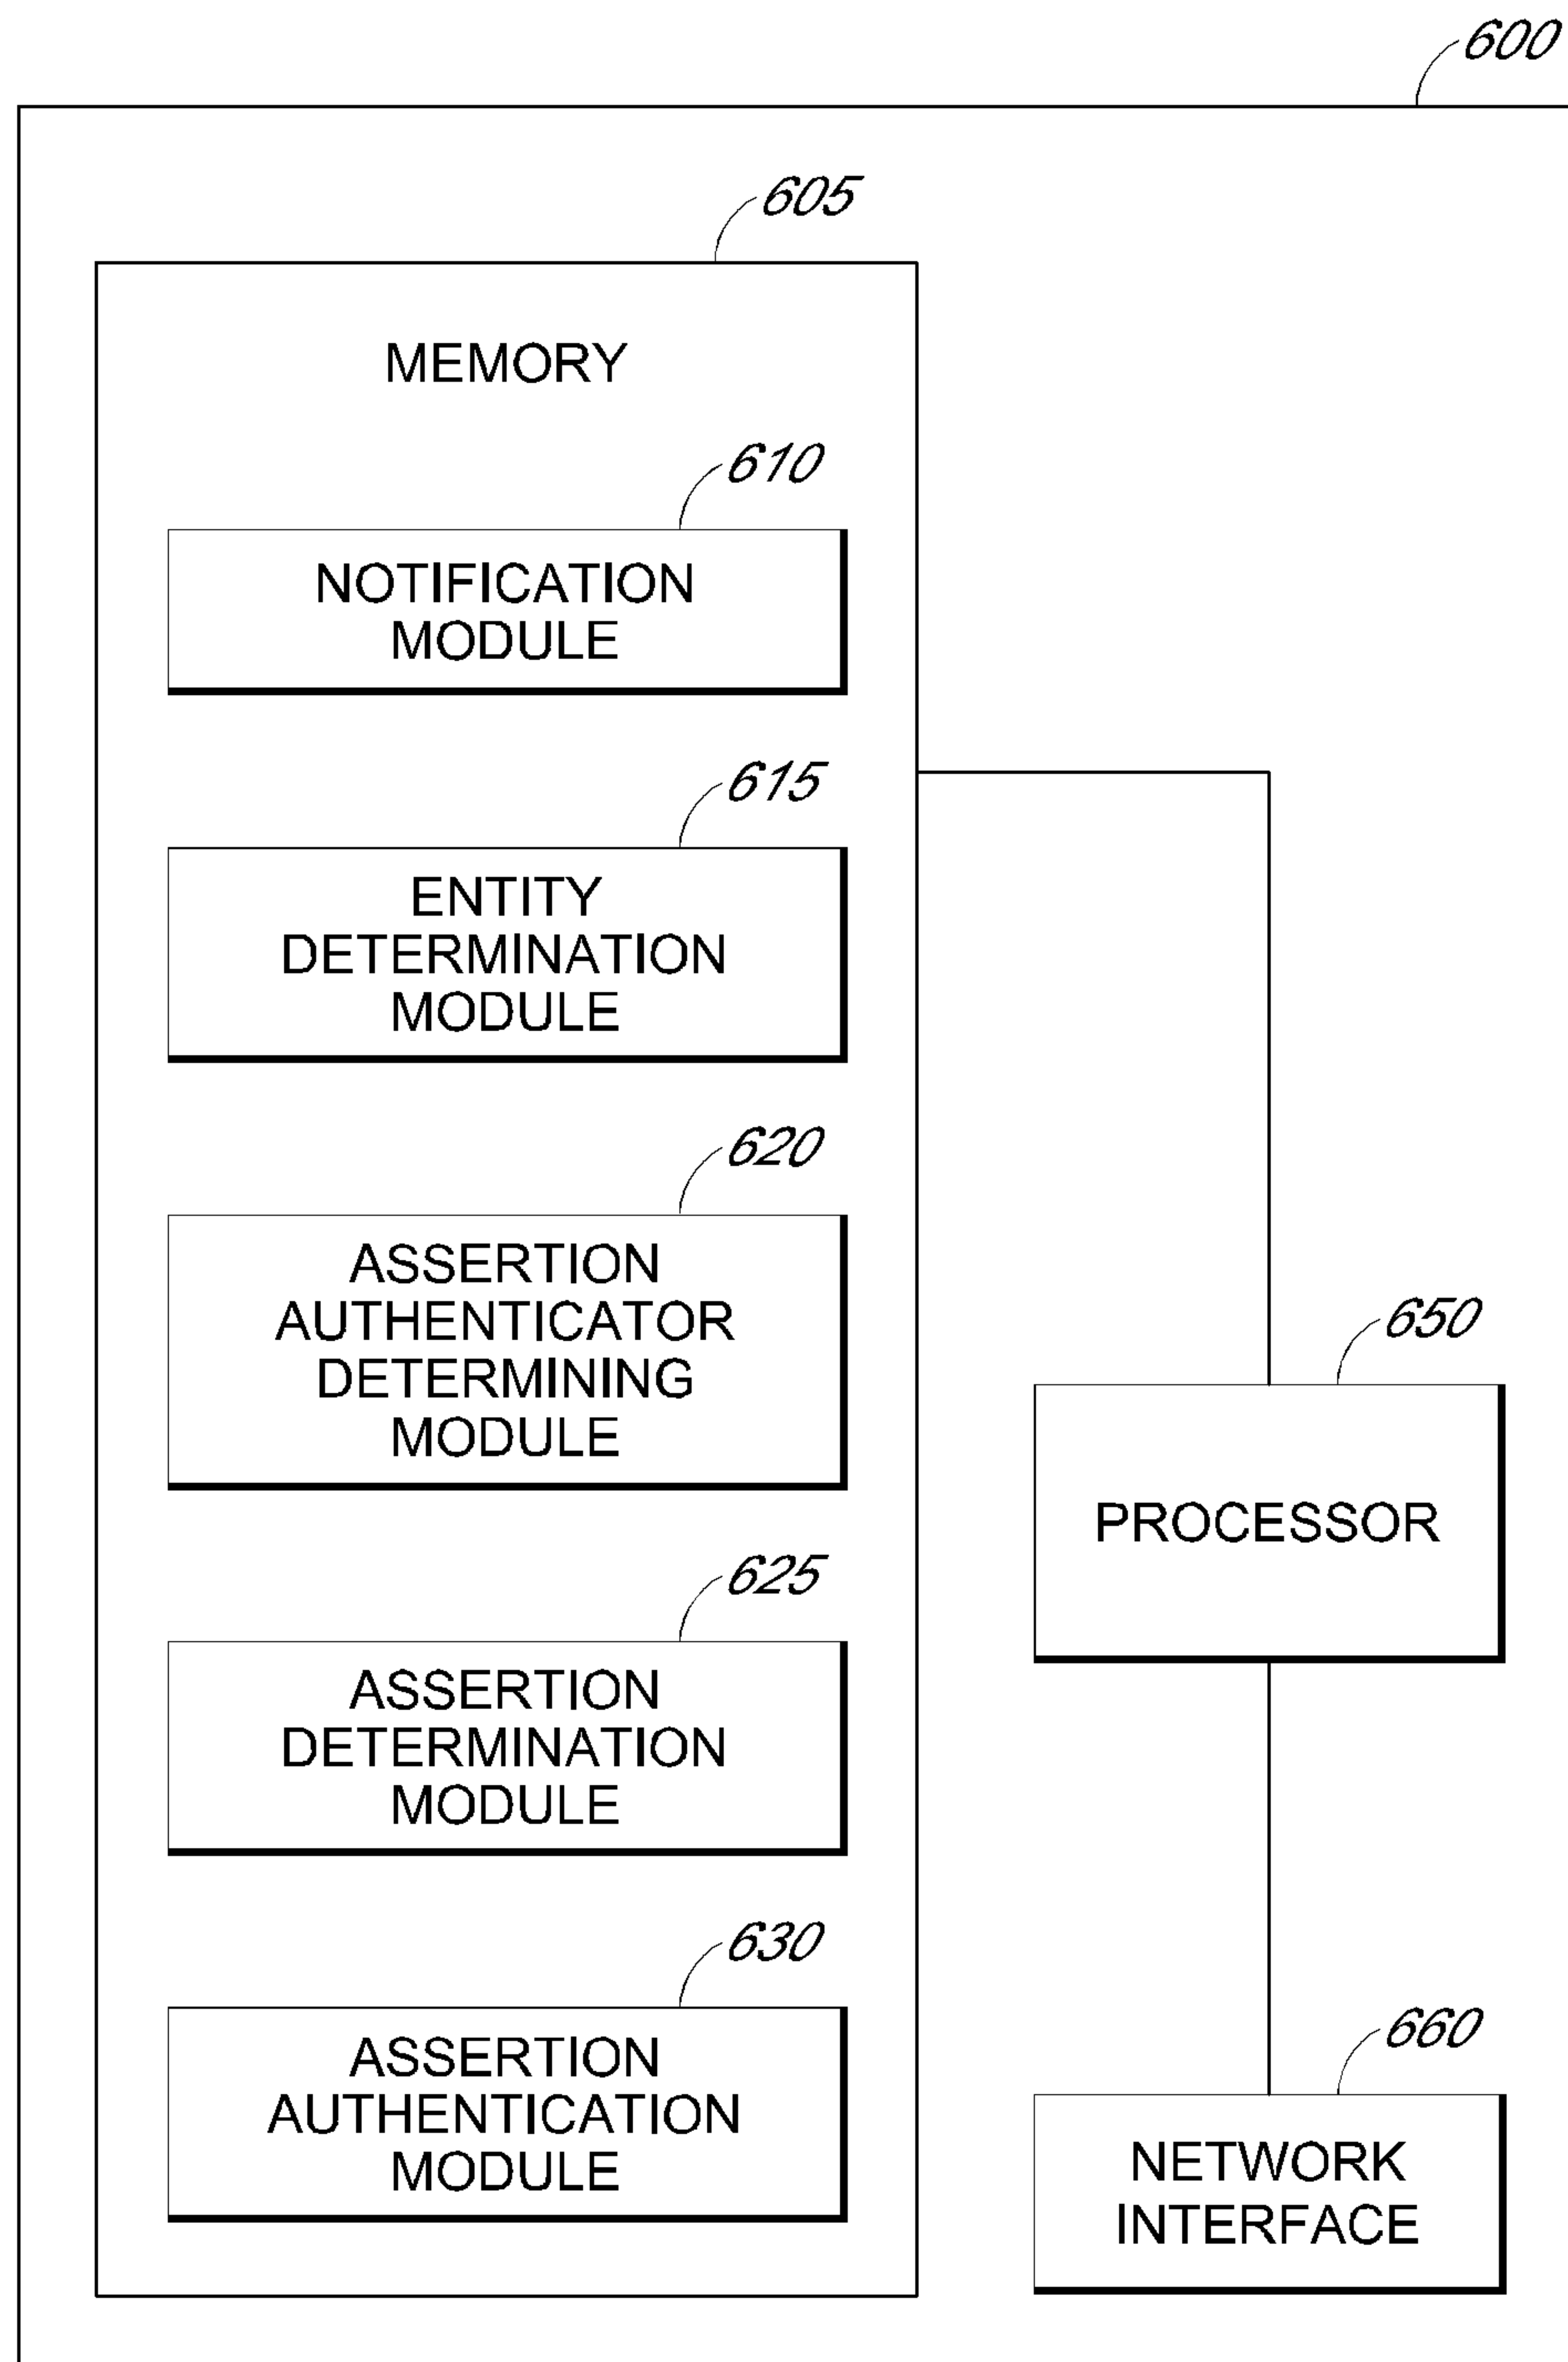 600
605
MEMORY
610
NOTIFICATION
MODULE
615
ENTITY
DETERMINATION
MODULE
620
ASSERTION
AUTHENTICATOR
DETERMINING
MODULE
625
ASSERTION
DETERMINATION
MODULE
630
ASSERTION
AUTHENTICATION
MODULE
650
PROCESSOR
660
NETWORK
INTERFACE